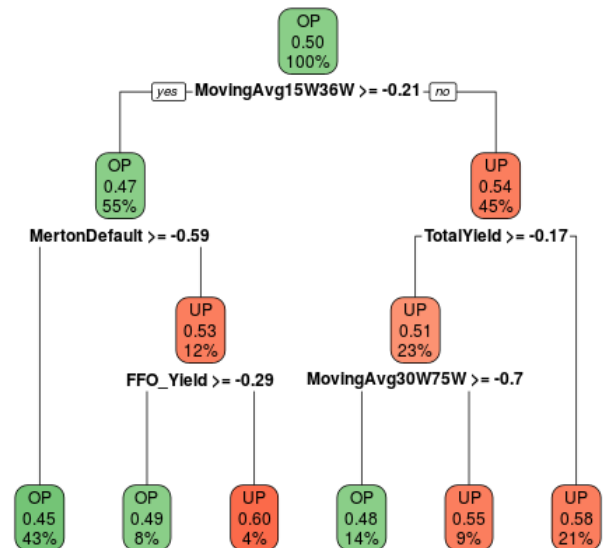 OP
0.50
100%
yes
MovingAvg15W36W >= -0.21
no
OP
0.47
55%
UP
0.54
45%
MertonDefault >= -0.59
TotalYield >= -0.17
UP
0.53
12%
UP
0.51
23%
FFO_Yield >= -0.29
MovingAvg30W75W >= -0.7
OP
0.45
43%
OP
0.49
8%
UP
0.60
4%
OP
0.48
14%
UP
0.55
9%
UP
0.58
21%